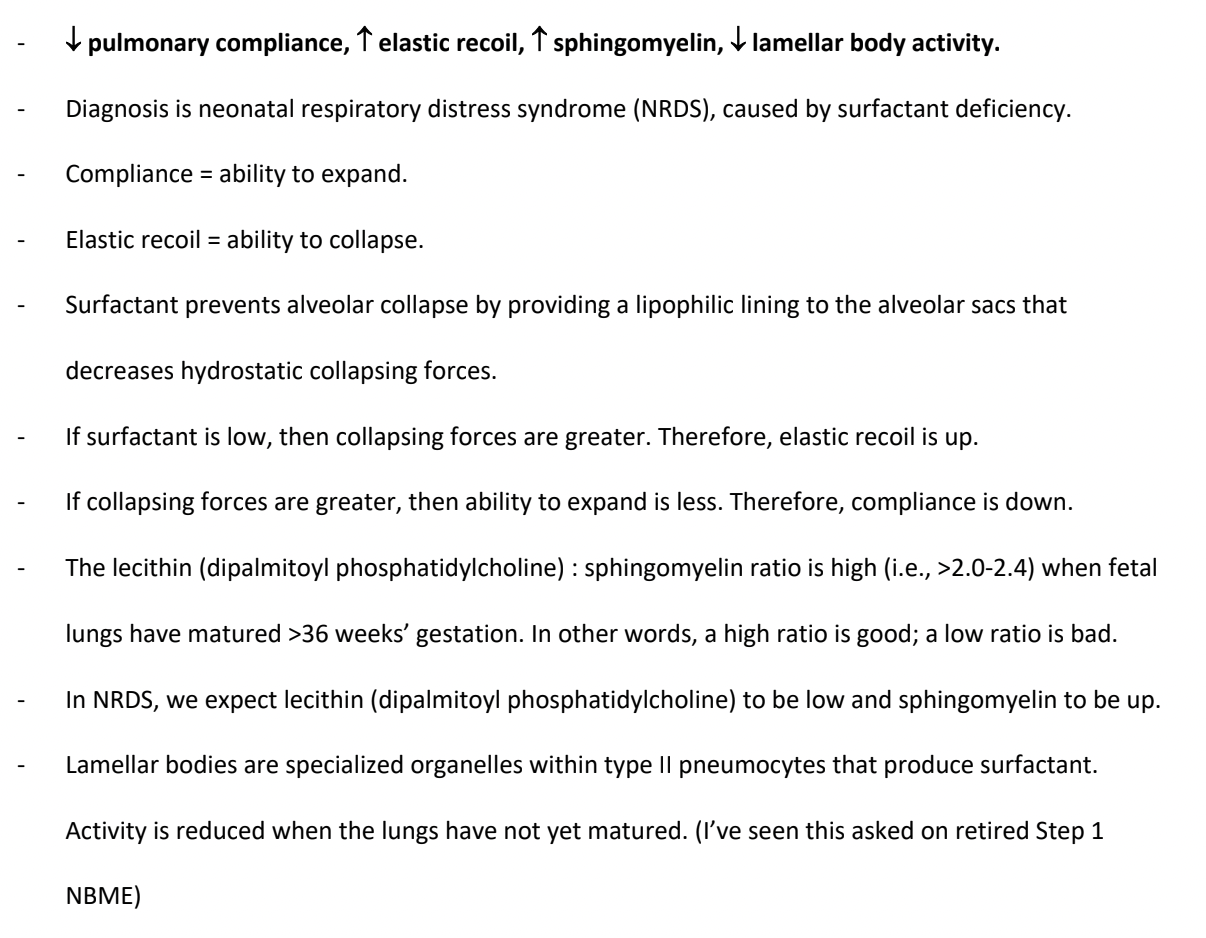 - ↓ pulmonary compliance, ↑ elastic recoil, ↑ sphingomyelin, ↓ lamellar body activity.
- Diagnosis is neonatal respiratory distress syndrome (NRDS), caused by surfactant deficiency.
- Compliance = ability to expand.
- Elastic recoil = ability to collapse.
- Surfactant prevents alveolar collapse by providing a lipophilic lining to the alveolar sacs that
decreases hydrostatic collapsing forces.
- If surfactant is low, then collapsing forces are greater. Therefore, elastic recoil is up.
- If collapsing forces are greater, then ability to expand is less. Therefore, compliance is down.
- The lecithin (dipalmitoyl phosphatidylcholine) : sphingomyelin ratio is high (i.e., >2.0-2.4) when fetal
lungs have matured >36 weeks’ gestation. In other words, a high ratio is good; a low ratio is bad.
- In NRDS, we expect lecithin (dipalmitoyl phosphatidylcholine) to be low and sphingomyelin to be up.
- Lamellar bodies are specialized organelles within type II pneumocytes that produce surfactant.
Activity is reduced when the lungs have not yet matured. (I’ve seen this asked on retired Step 1
NBME)